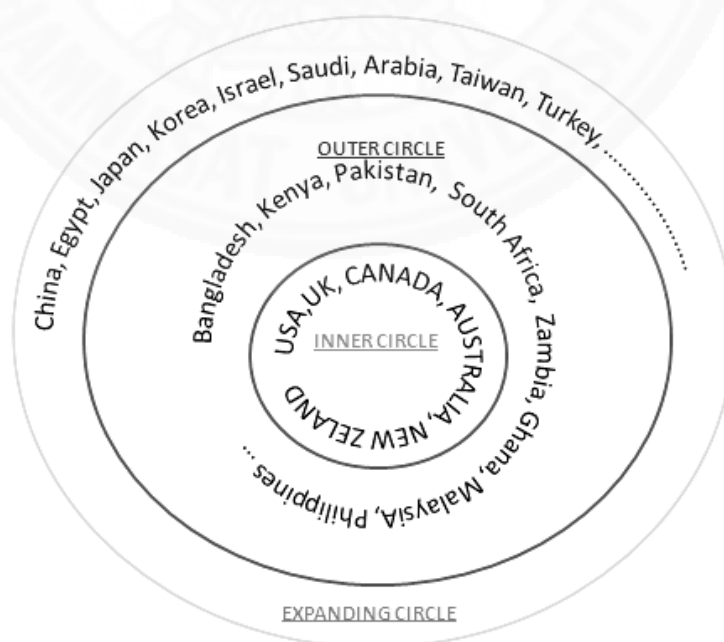 China, Egypt, Japan, Korea, Israel, Saudi, Arabia, Taiwan, Turkey, ........................
OUTER CIRCLE
Bangladesh, Kenya, Pakistan, South Africa, Zambia, Ghana, MalaysiA, Philippines ...
USA,UK, CANADA, AUSTRALIA, NEW ZELAND
INNER CIRCLE
EXPANDING CIRCLE